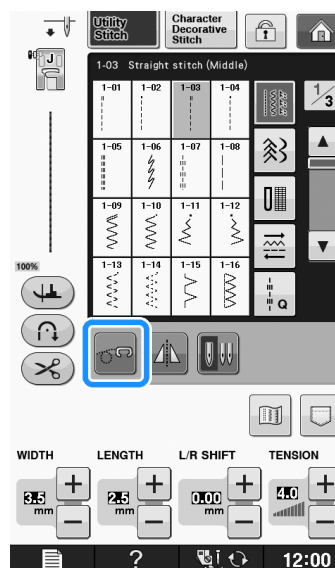 Utility
Stitch
Character
Decorative
Stitch
J
1-03 Straight stitch (Middle)
1/3
1-01 1-02 1-03 1-04
1-05 1-06 1-07 1-08
1-09 1-10 1-11 1-12
1-13 1-14 1-15 1-16
Q
100%
WIDTH LENGTH L/R SHIFT TENSION
3.5 mm + −
2.5 mm + −
0.00 mm + −
4.0 + −
? 12:00